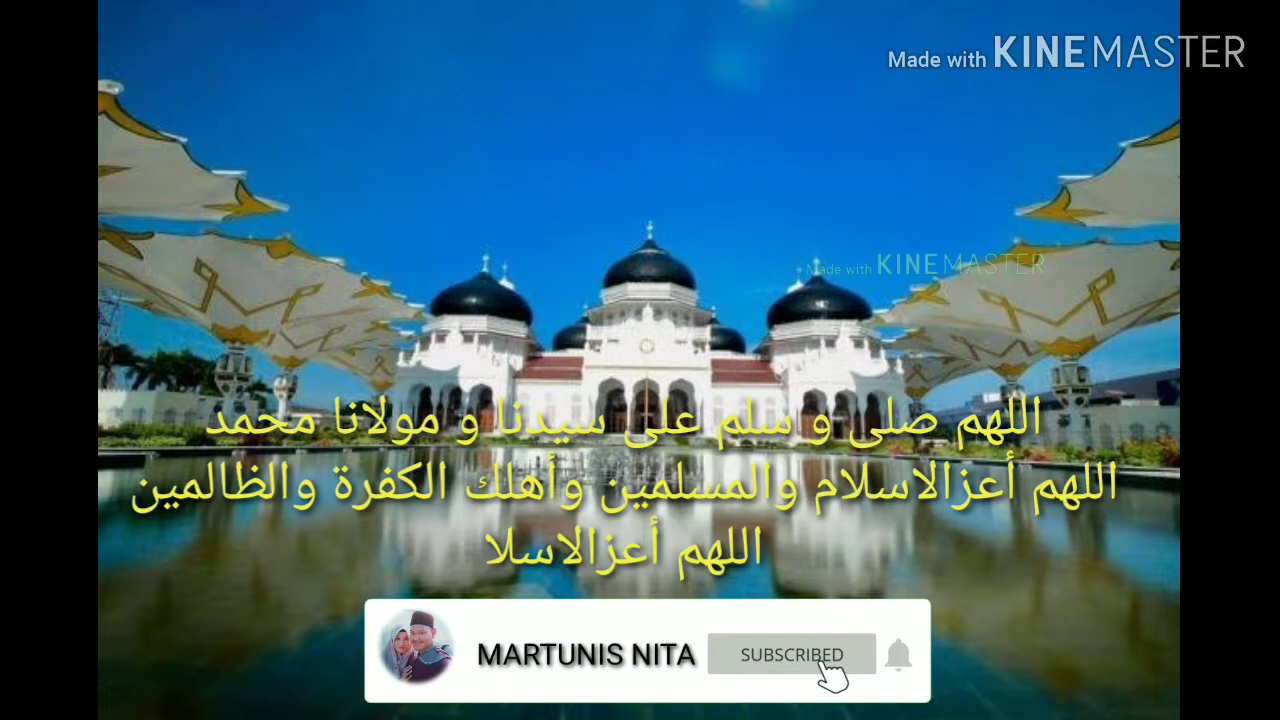 Made with KINEMASTER
Made with KINEMASTER
اللهم صلى و سلم على سيدنا و مولانا محمد
اللهم أعزالاسلام والمسلمين وأهلك الكفرة والظالمين
اللهم أعزالاسلا
MARTUNIS NITA
SUBSCRIBED